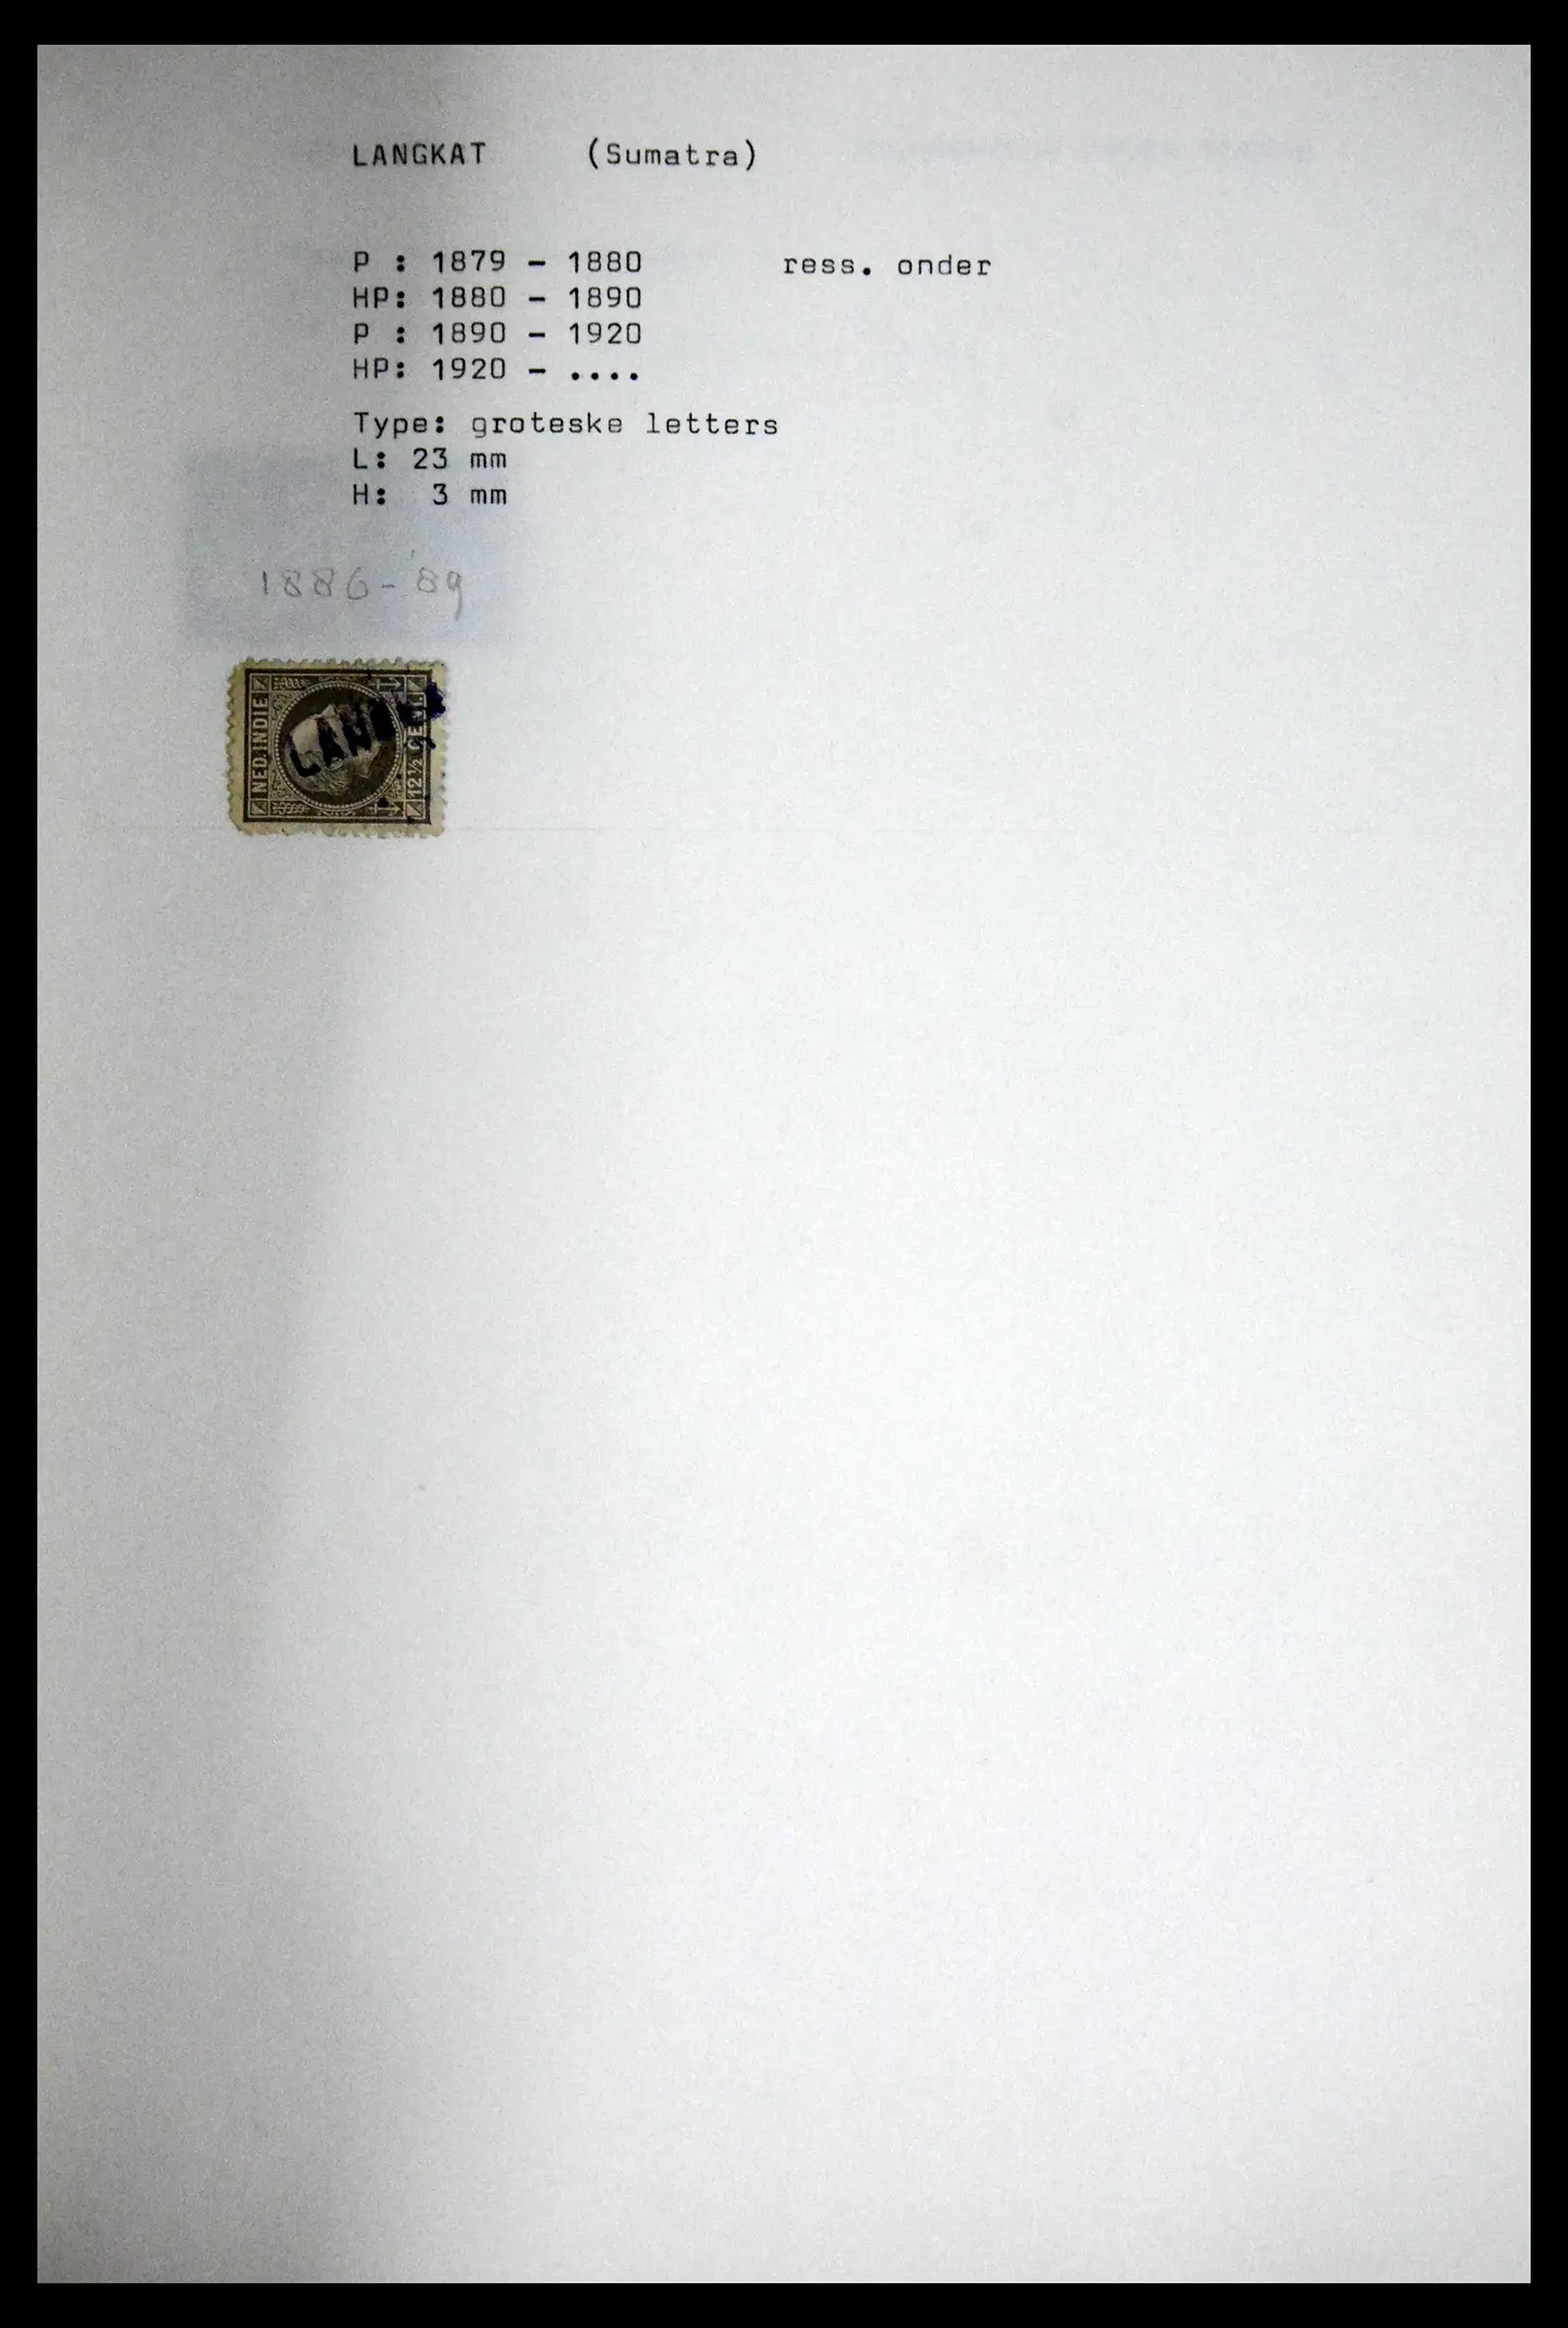 LANGKAT (Sumatra)
P : 1879 - 1880 ress. onder
HP: 1880 - 1890
P : 1890 - 1920
HP: 1920 - ....
Type: groteske letters
L: 23 mm
H: 3 mm
1886-89
NED. INDIE
12½ CENT.